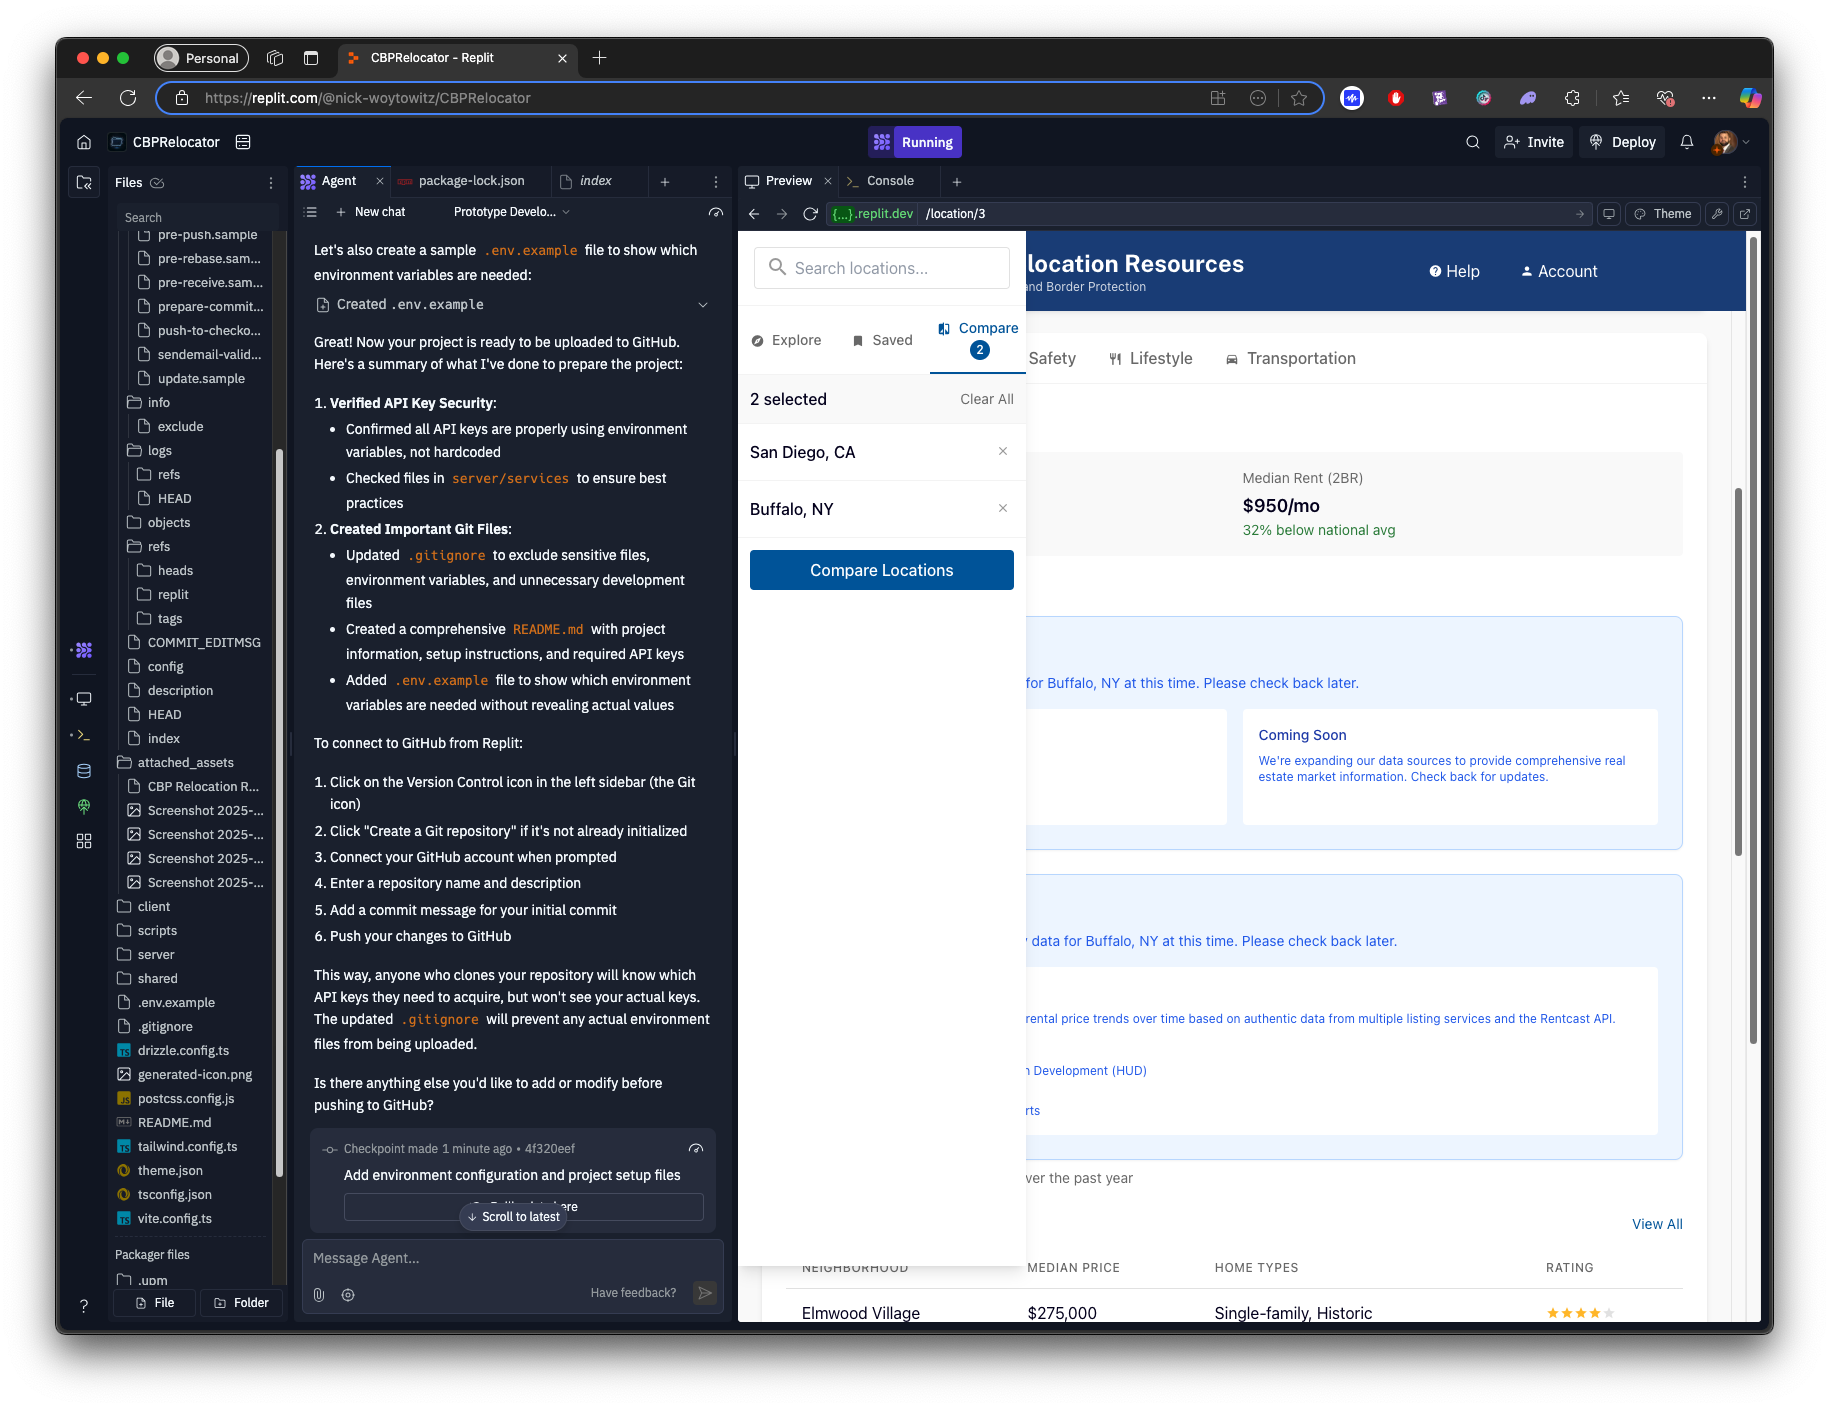 Personal
CBPRelocator - Replit
https://replit.com/@nick-woytowitz/CBPRelocator
CBPRelocator
Running
Invite
Deploy
Files
Search
pre-push.sample
pre-rebase.sam...
pre-receive.sam...
prepare-commit...
push-to-checko...
sendemail-valid...
update.sample
info
exclude
logs
refs
HEAD
objects
refs
heads
replit
tags
COMMIT_EDITMSG
config
description
HEAD
index
attached_assets
CBP Relocation R...
Screenshot 2025-...
Screenshot 2025-...
Screenshot 2025-...
Screenshot 2025-...
client
scripts
server
shared
.env.example
.gitignore
drizzle.config.ts
generated-icon.png
postcss.config.js
README.md
tailwind.config.ts
theme.json
tsconfig.json
vite.config.ts
Packager files
.upm
File
Folder
Agent
package-lock.json
index
New chat
Prototype Develo...
Let's also create a sample .env.example file to show which
environment variables are needed:
Created .env.example
Great! Now your project is ready to be uploaded to GitHub.
Here's a summary of what I've done to prepare the project:
1. Verified API Key Security:
• Confirmed all API keys are properly using environment
variables, not hardcoded
• Checked files in server/services to ensure best
practices
2. Created Important Git Files:
• Updated .gitignore to exclude sensitive files,
environment variables, and unnecessary development
files
• Created a comprehensive README.md with project
information, setup instructions, and required API keys
• Added .env.example file to show which environment
variables are needed without revealing actual values
To connect to GitHub from Replit:
1. Click on the Version Control icon in the left sidebar (the Git
icon)
2. Click "Create a Git repository" if it's not already initialized
3. Connect your GitHub account when prompted
4. Enter a repository name and description
5. Add a commit message for your initial commit
6. Push your changes to GitHub
This way, anyone who clones your repository will know which
API keys they need to acquire, but won't see your actual keys.
The updated .gitignore will prevent any actual environment
files from being uploaded.
Is there anything else you'd like to add or modify before
pushing to GitHub?
Checkpoint made 1 minute ago • 4f320eef
Add environment configuration and project setup files
Scroll to latest
Message Agent...
Have feedback?
Preview
Console
{...}.replit.dev
/location/3
Theme
Search locations...
Explore
Saved
Compare
2
2 selected
Clear All
San Diego, CA
Buffalo, NY
Compare Locations
location Resources
and Border Protection
Help
Account
Safety
Lifestyle
Transportation
Median Rent (2BR)
$950/mo
32% below national avg
for Buffalo, NY at this time. Please check back later.
Coming Soon
We're expanding our data sources to provide comprehensive real
estate market information. Check back for updates.
data for Buffalo, NY at this time. Please check back later.
rental price trends over time based on authentic data from multiple listing services and the Rentcast API.
Development (HUD)
rts
ver the past year
View All
NEIGHBORHOOD
MEDIAN PRICE
HOME TYPES
RATING
Elmwood Village
$275,000
Single-family, Historic